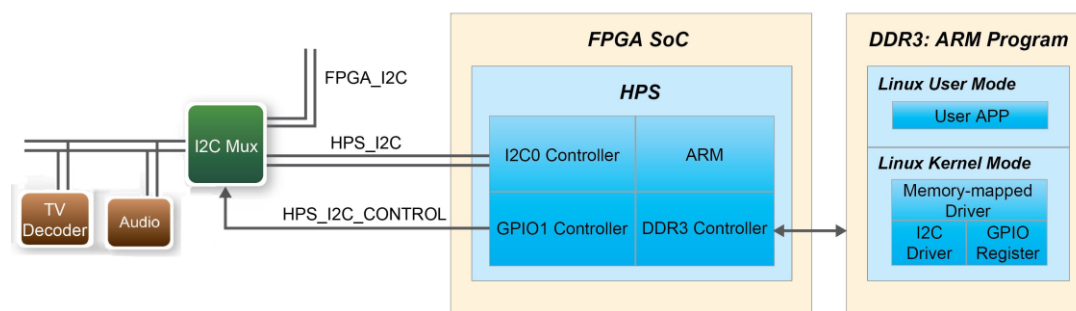 FPGA SoC
DDR3: ARM Program
FPGA_I2C
HPS
Linux User Mode
User APP
I2C Mux
HPS_I2C
I2C0 Controller
ARM
Linux Kernel Mode
Memory-mapped
Driver
TV
Decoder
Audio
HPS_I2C_CONTROL
GPIO1 Controller
DDR3 Controller
I2C
Driver
GPIO
Register